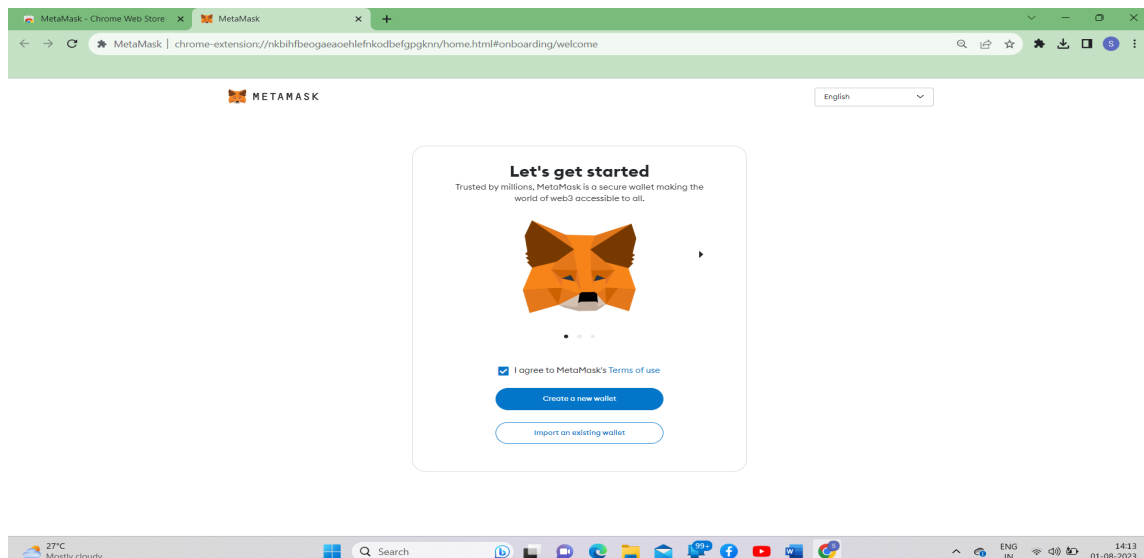 MetaMask - Chrome Web Store
MetaMask
MetaMask | chrome-extension://nkbihfbeogaeaoehlefnkodbefgpgknn/home.html#onboarding/welcome
S
METAMASK
English
Let's get started
Trusted by millions, MetaMask is a secure wallet making the
world of web3 accessible to all.
I agree to MetaMask's Terms of use
Create a new wallet
Import an existing wallet
27°C
Mostly cloudy
Search
99+
S
ENG
IN
14:13
01-08-2023